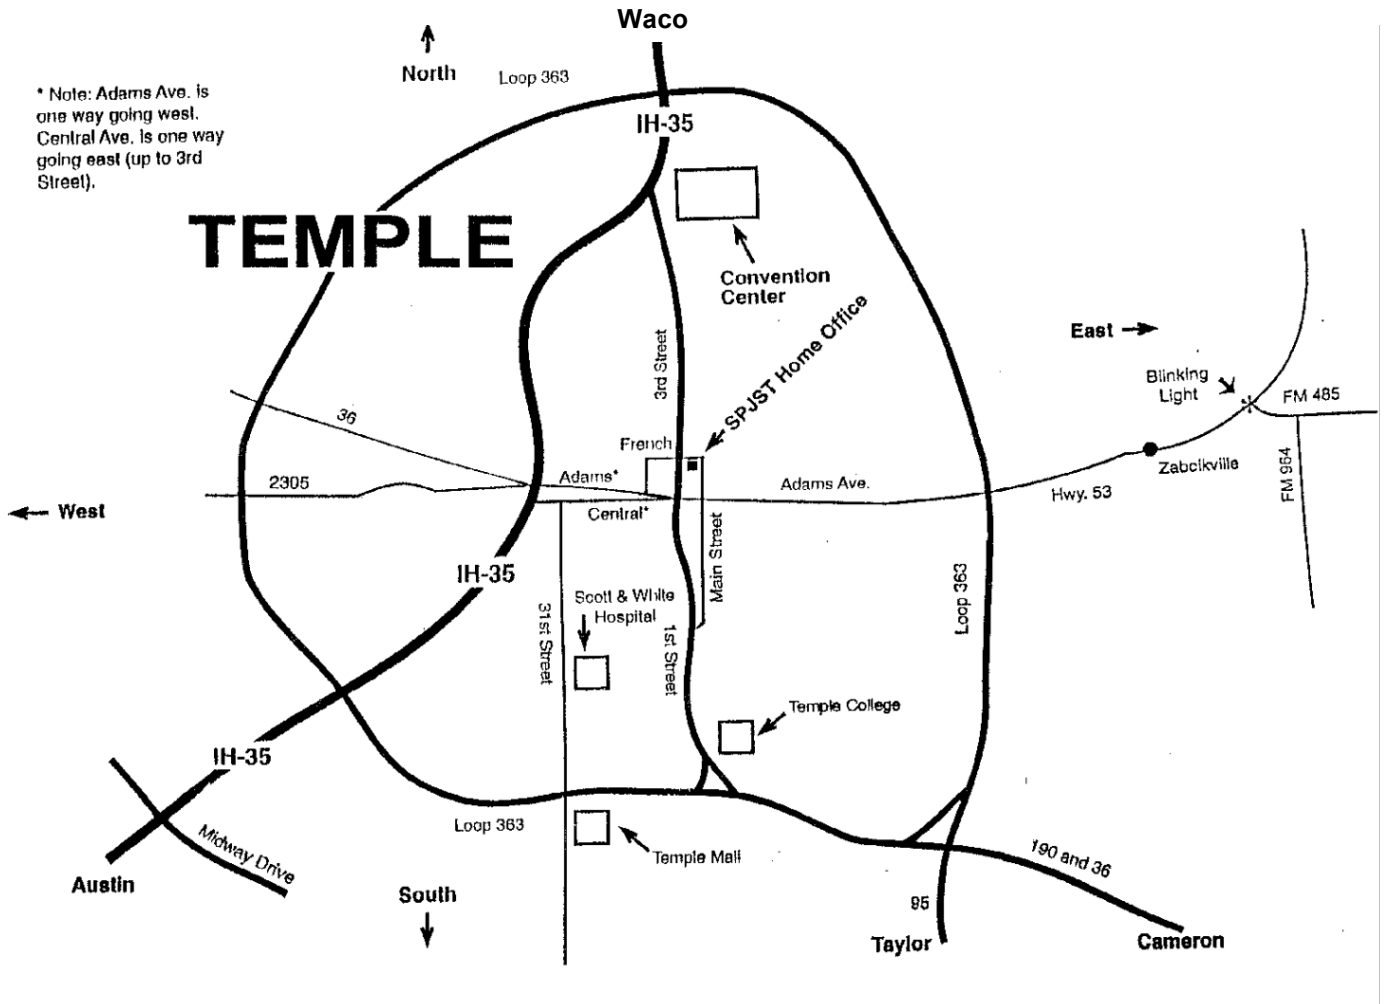 Waco
North
Loop 363
* Note: Adams Ave. is
one way going west.
Central Ave. is one way
going east (up to 3rd
Street).
IH-35
TEMPLE
Convention
Center
SPJST Home Office
East
3rd Street
Blinking
Light
FM 485
36
French
Zabcikville
Adams*
Adams Ave.
2305
Hwy. 53
FM 964
West
Central*
Main Street
IH-35
Scott & White
Hospital
31st Street
1st Street
Loop 363
Temple College
IH-35
Loop 363
Midway Drive
Temple Mall
190 and 36
Austin
South
95
Taylor
Cameron